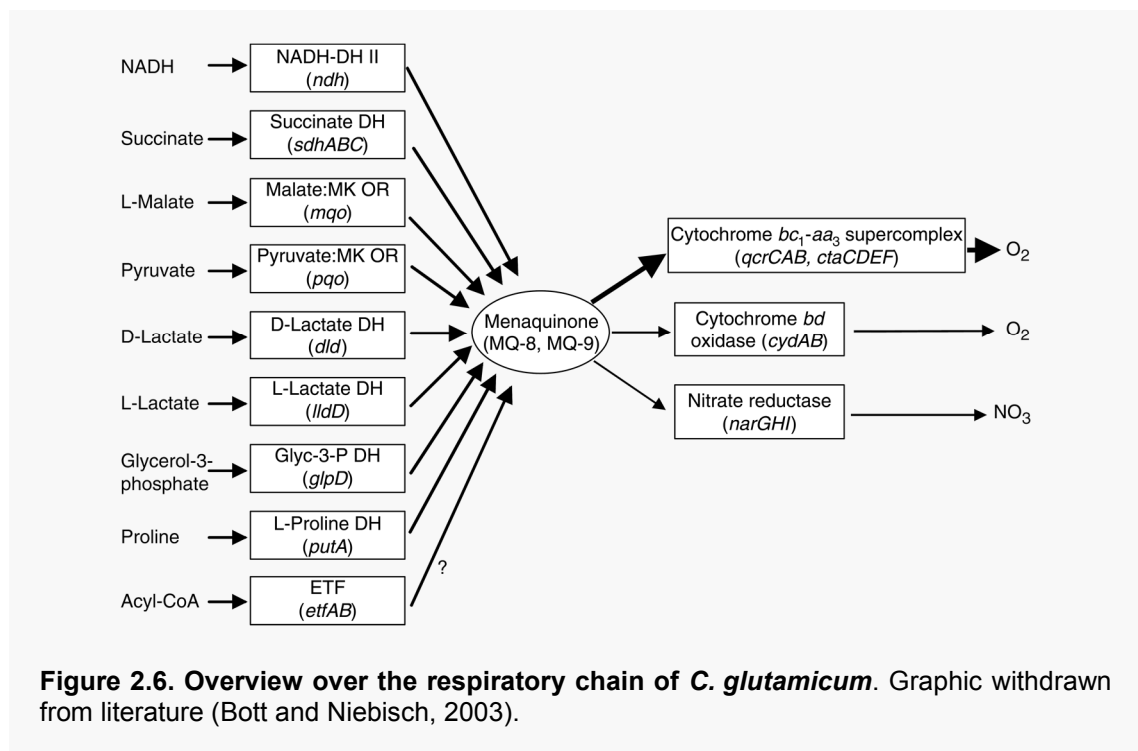 NADH
NADH-DH II
(ndh)
Succinate
Succinate DH
(sdhABC)
L-Malate
Malate:MK OR
(mqo)
Pyruvate
Pyruvate:MK OR
(pqo)
D-Lactate
D-Lactate DH
(dld)
L-Lactate
L-Lactate DH
(lldD)
Glycerol-3-
phosphate
Glyc-3-P DH
(glpD)
Proline
L-Proline DH
(putA)
Acyl-CoA
ETF
(etfAB)
?
Menaquinone
(MQ-8, MQ-9)
Cytochrome bc1-aa3 supercomplex
(qcrCAB, ctaCDEF)
O2
Cytochrome bd
oxidase (cydAB)
O2
Nitrate reductase
(narGHI)
NO3
Figure 2.6. Overview over the respiratory chain of C. glutamicum. Graphic withdrawn
from literature (Bott and Niebisch, 2003).